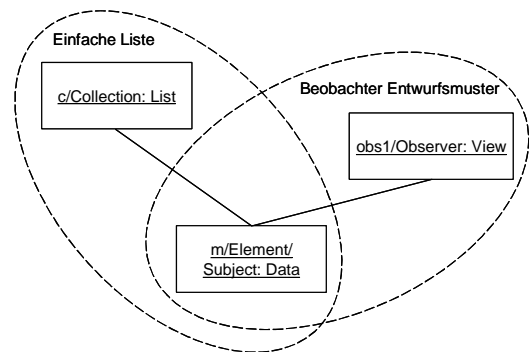 Einfache Liste
c/Collection: List
Beobachter Entwurfsmuster
obs1/Observer: View
m/Element/
Subject: Data